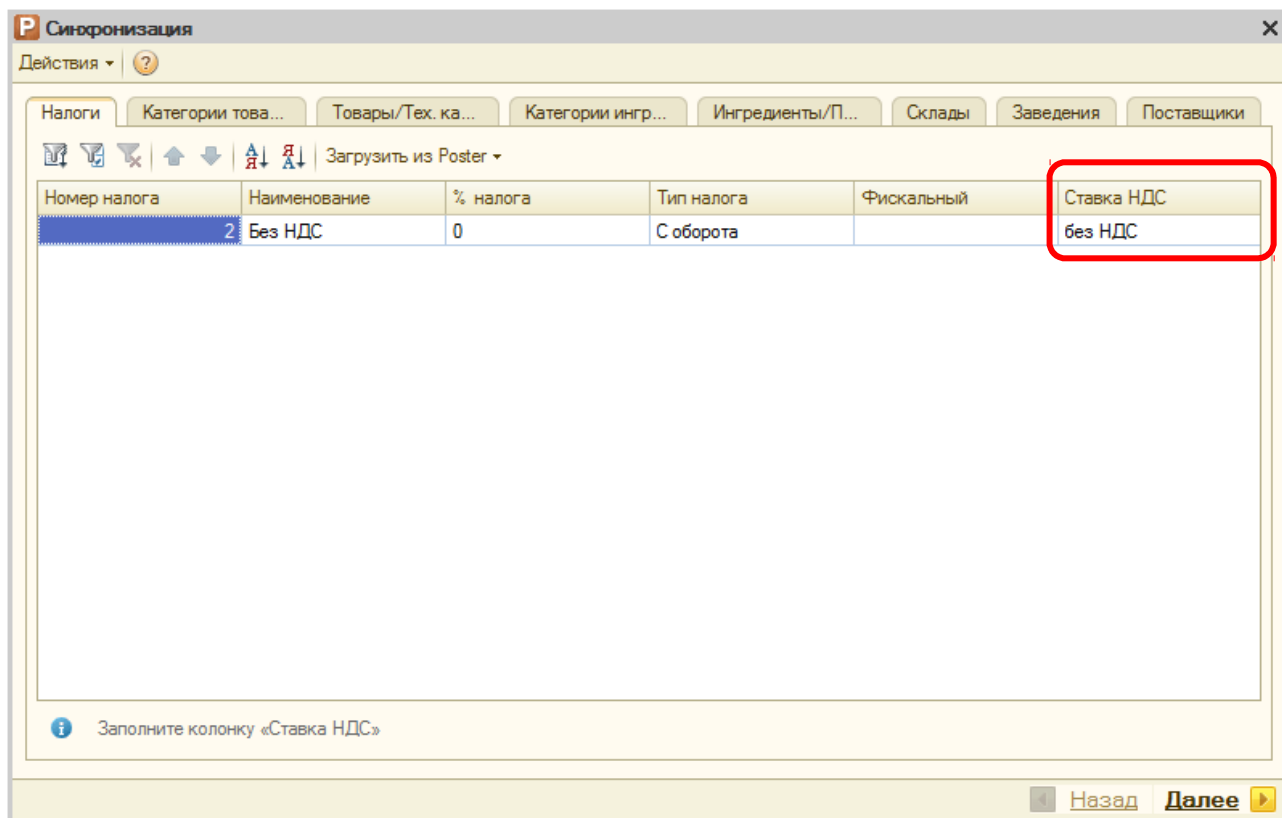 P Синхронизация
Действия ?
Налоги Категории това... Товары/Тех. ка... Категории ингр... Ингредиенты/П... Склады Заведения Поставщики
Загрузить из Poster
Номер налога Наименование % налога Тип налога Фискальный Ставка НДС
2 Без НДС 0 С оборота без НДС
Заполните колонку «Ставка НДС»
Назад Далее